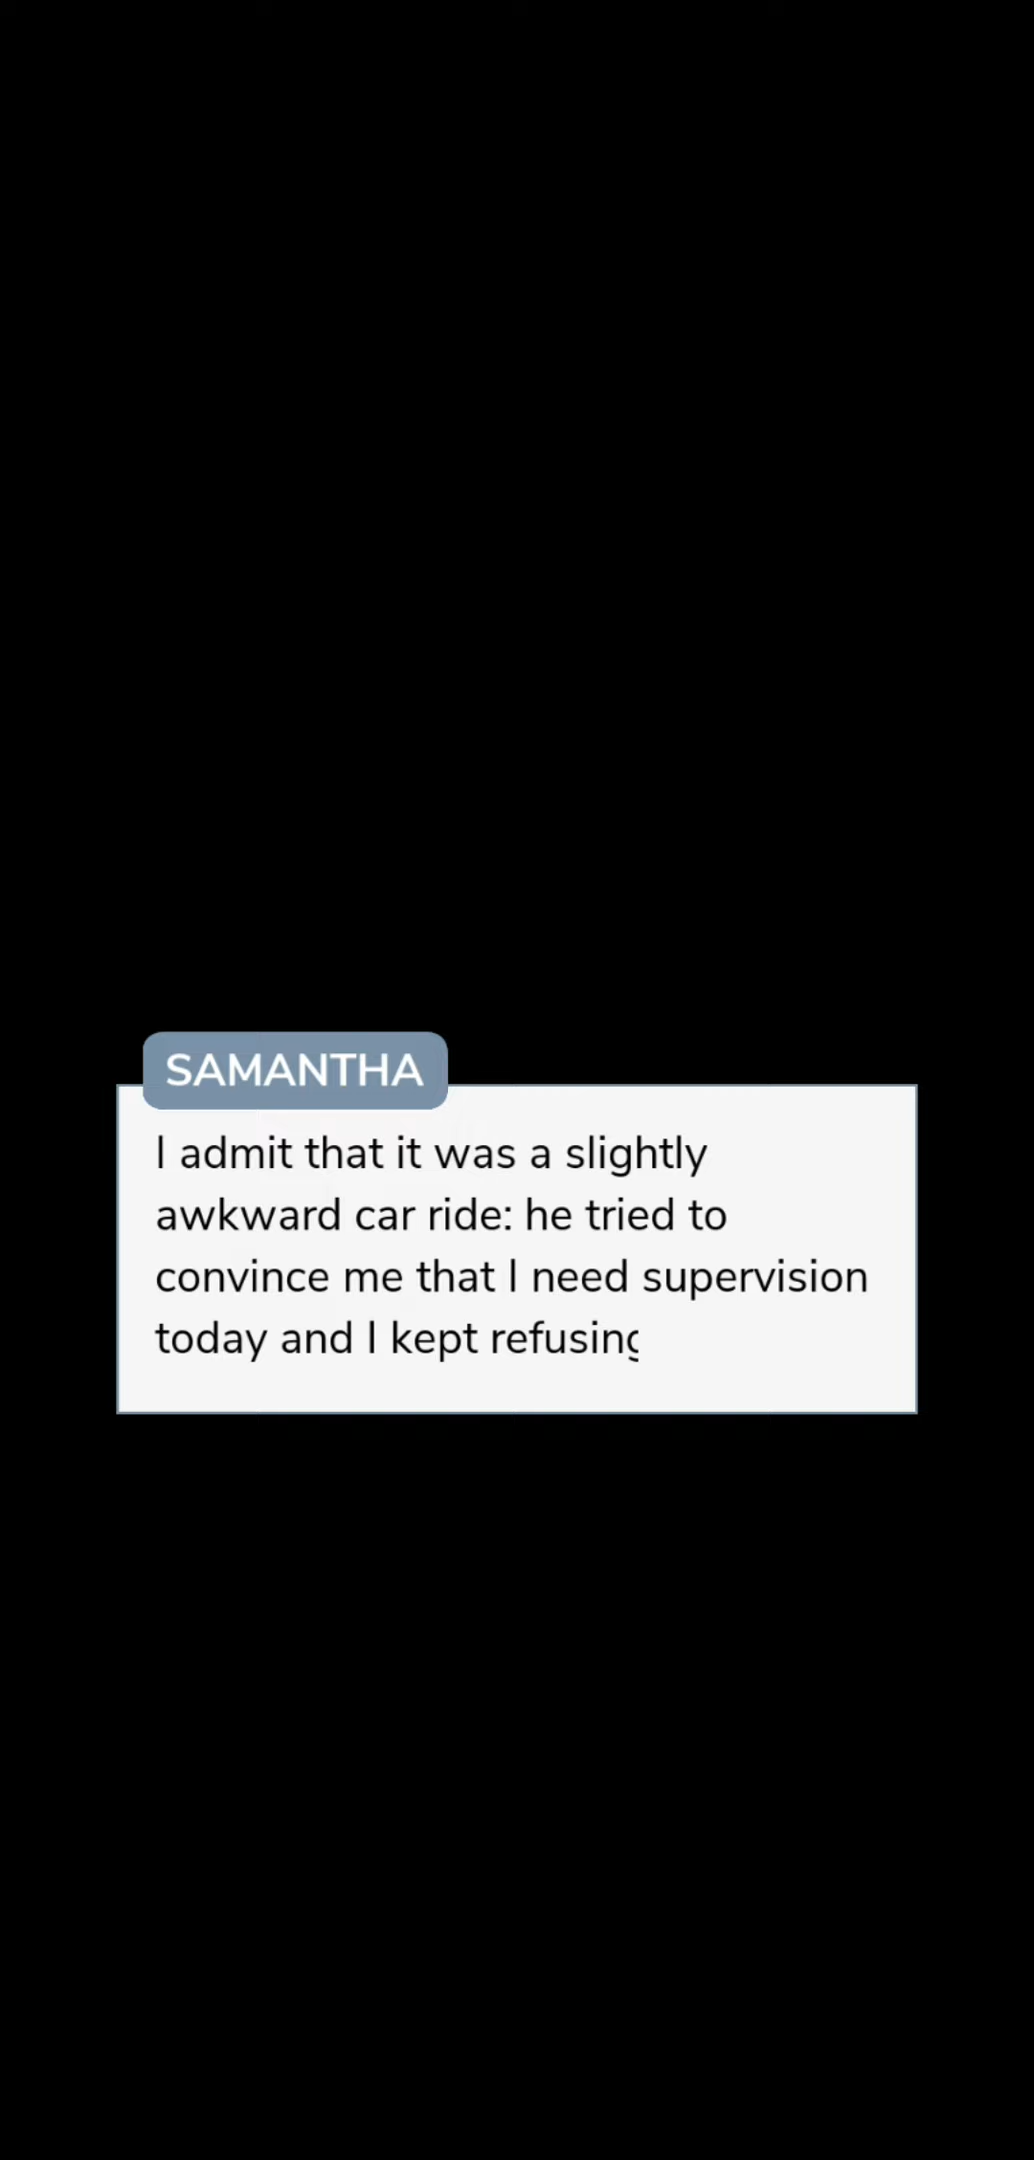 SAMANTHA
I admit that it was a slightly
awkward car ride: he tried to
convince me that I need supervision
today and I kept refusing